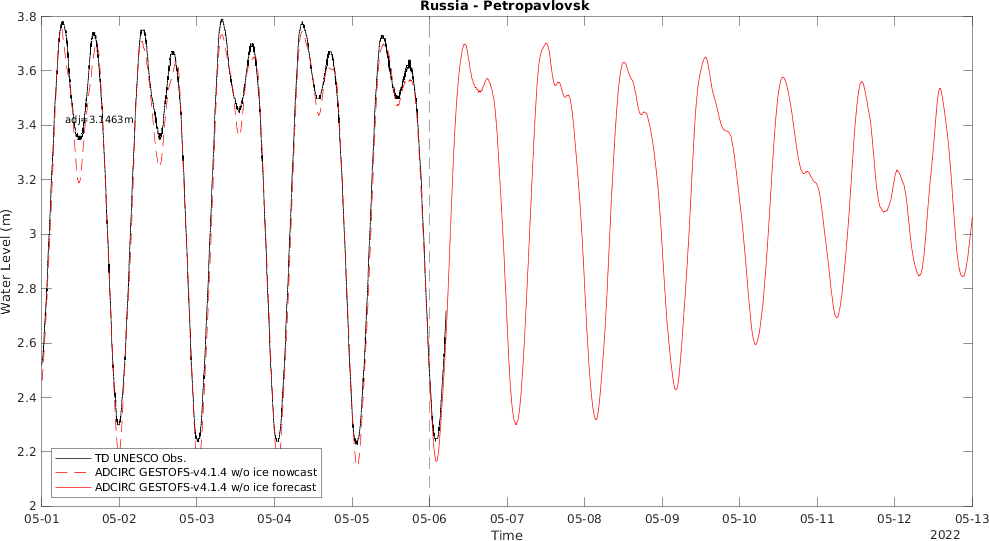 Russia - Petropavlovsk
3.8
3.6
3.4
3.2
3
2.8
2.6
2.4
2.2
2
Water Level (m)
adj=3.1463m
TD UNESCO Obs.
ADCIRC GESTOFS-v4.1.4 w/o ice nowcast
ADCIRC GESTOFS-v4.1.4 w/o ice forecast
05-01 05-02 05-03 05-04 05-05 05-06 05-07 05-08 05-09 05-10 05-11 05-12 05-13
Time
2022